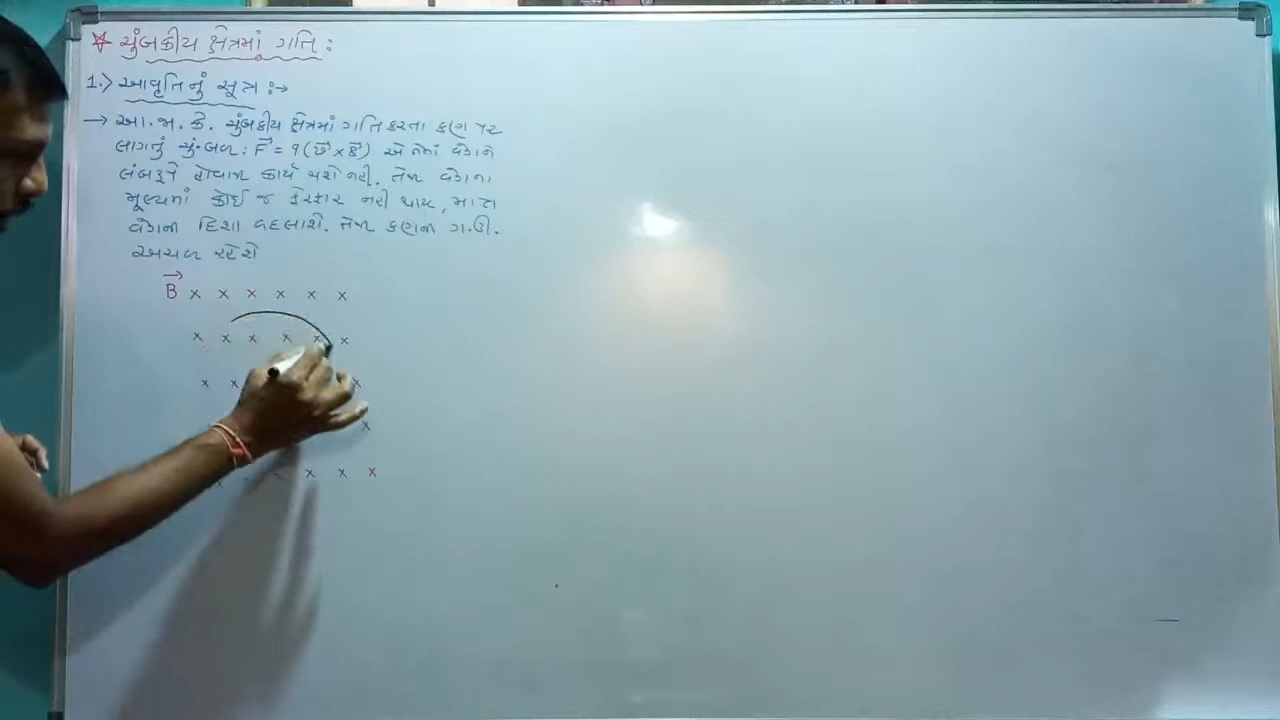 ☆ ચુંબકીય ક્ષેત્રમાં ગતિ :
1.> આવૃત્તિનું સૂત્ર :→
→ આ.જા. કે. ચુંબકીય ક્ષેત્રમાં ગતિ કરતા કણ પર
લાગતું ચું.બળ : F⃗ = q(v⃗ × B⃗) એ તેના વેગને
લંબરૂપે હોવાથી કાર્ય થશે નહી. તેથી વેગના
મૂલ્યમાં કોઈ જ ફેરફાર નહી થાય, માત્ર
વેગની દિશા બદલાશે. તેથી કણની ગ.ઉ.
અચળ રહેશે
B⃗ × × × × × ×
× × × × × ×
× × ×
×
× × ×